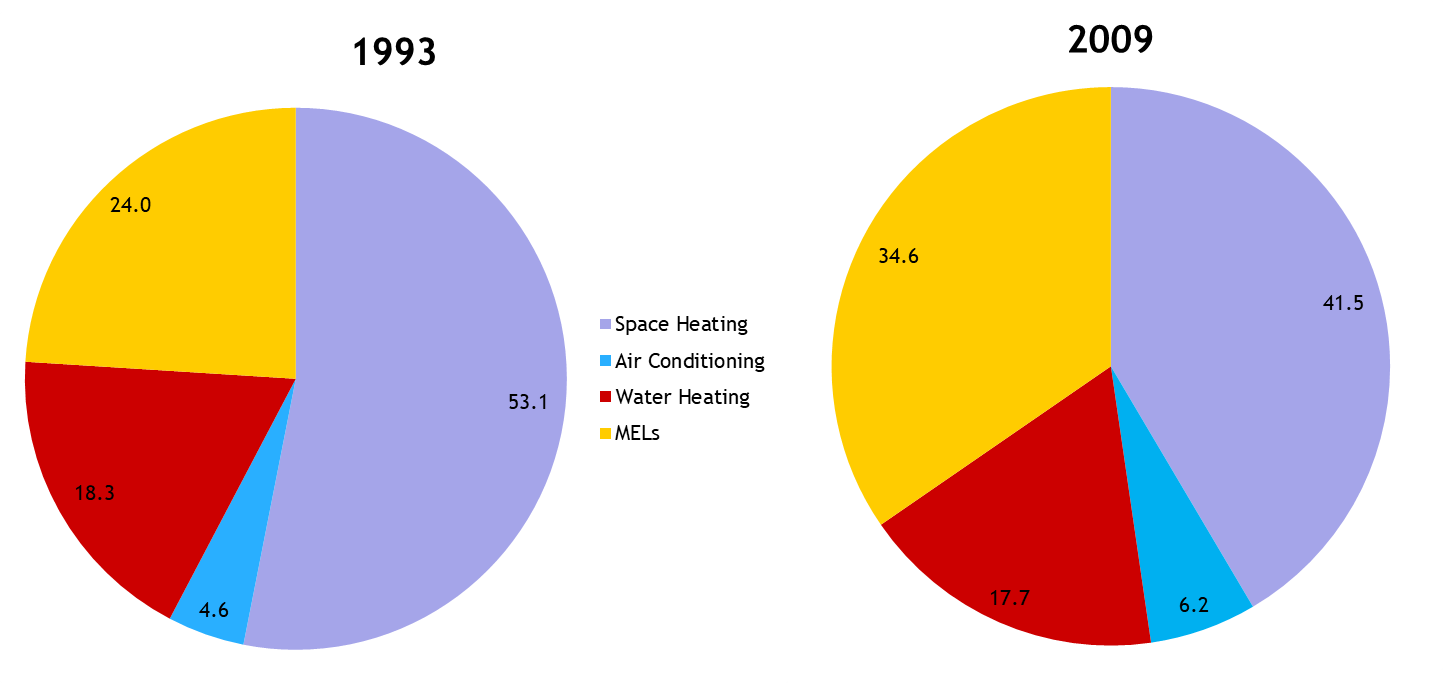 1993
24.0
53.1
18.3
4.6
Space Heating
Air Conditioning
Water Heating
MELs
2009
34.6
41.5
17.7
6.2